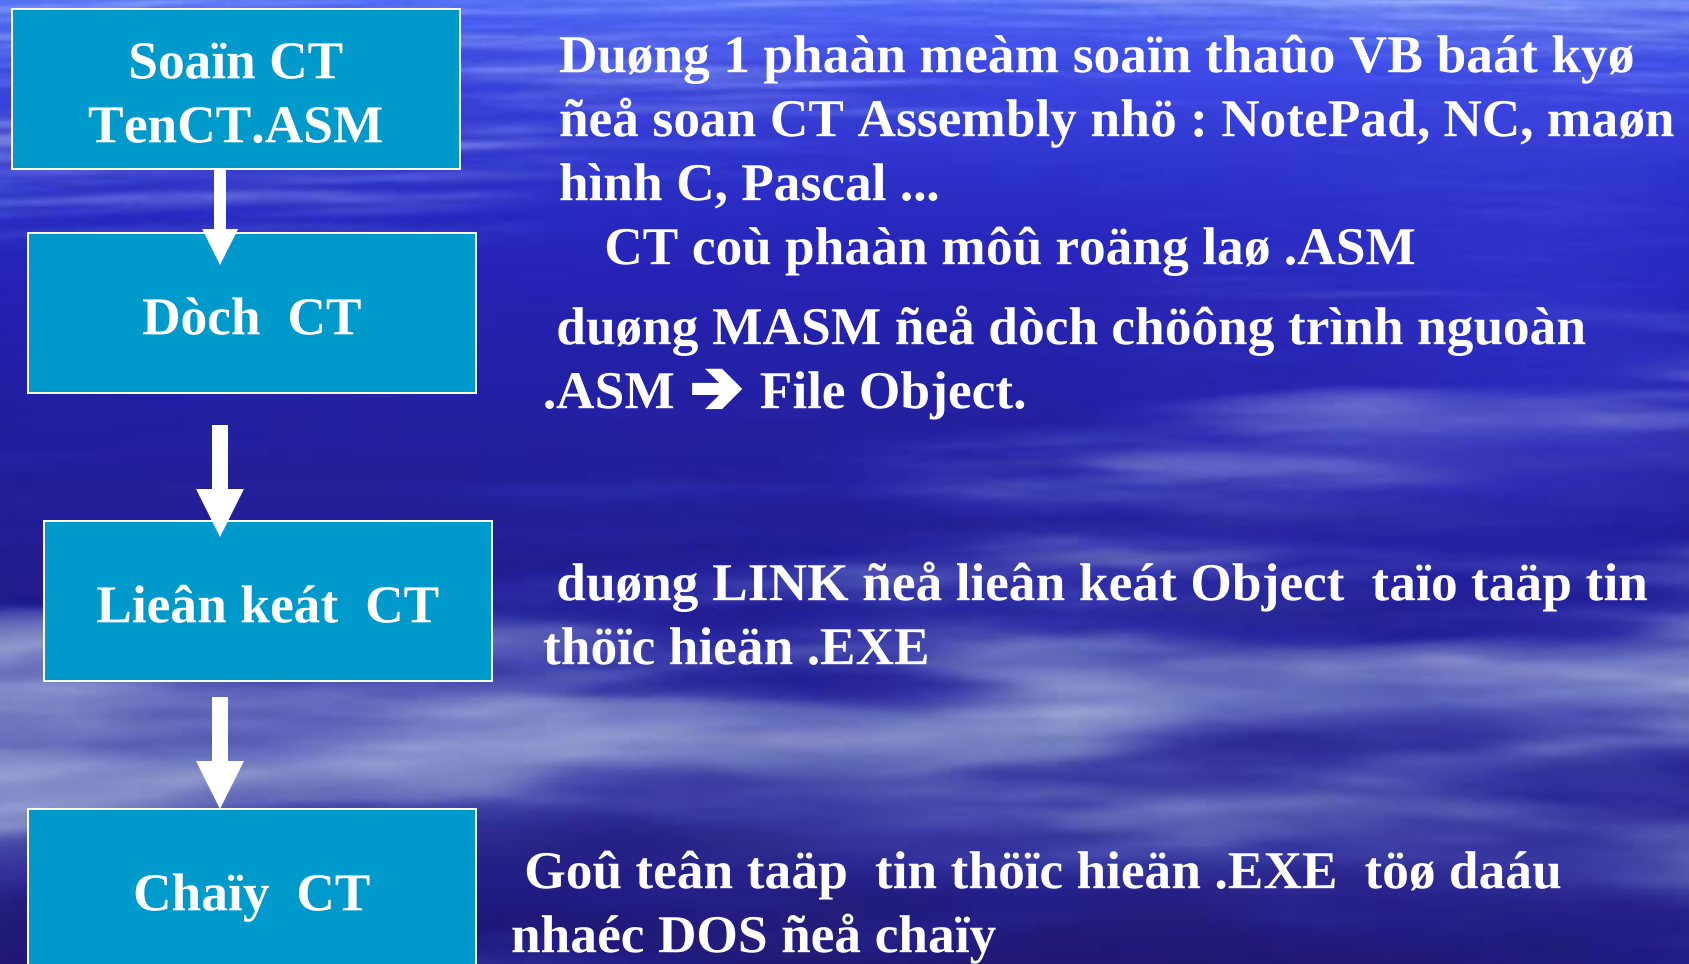 Soaïn CT
TenCT.ASM
Duøng 1 phaàn meàm soaïn thaûo VB baát kyø
ñeå soan CT Assembly nhö : NotePad, NC, maøn
hình C, Pascal ...
CT coù phaàn môû roäng laø .ASM
Dòch CT
duøng MASM ñeå dòch chöông trình nguoàn
.ASM 🡺 File Object.
Lieân keát CT
duøng LINK ñeå lieân keát Object taïo taäp tin
thöïc hieän .EXE
Chaïy CT
Goû teân taäp tin thöïc hieän .EXE töø daáu
nhaéc DOS ñeå chaïy